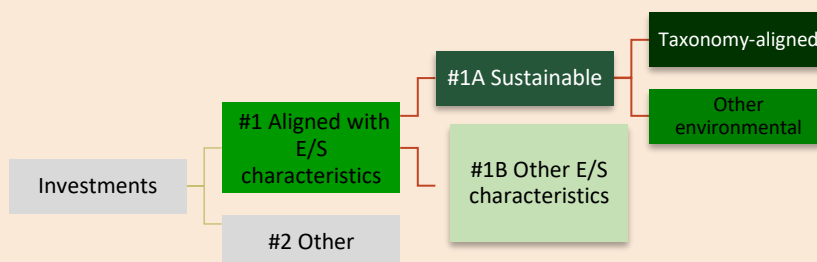 Taxonomy-aligned
#1A Sustainable
#1 Aligned with
E/S
characteristics
Other
environmental
#1B Other E/S
characteristics
Investments
#2 Other